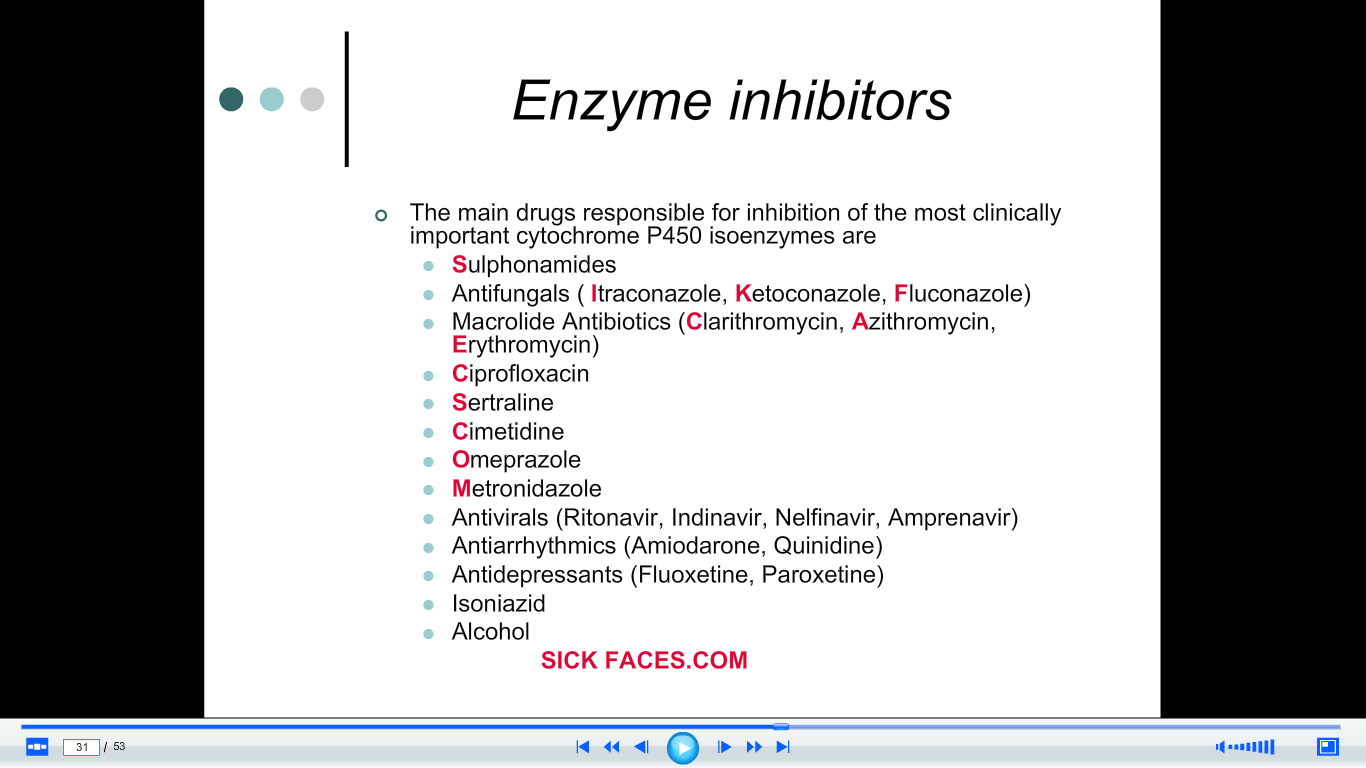 Enzyme inhibitors
The main drugs responsible for inhibition of the most clinically
important cytochrome P450 isoenzymes are
Sulphonamides
Antifungals ( Itraconazole, Ketoconazole, Fluconazole)
Macrolide Antibiotics (Clarithromycin, Azithromycin,
Erythromycin)
Ciprofloxacin
Sertraline
Cimetidine
Omeprazole
Metronidazole
Antivirals (Ritonavir, Indinavir, Nelfinavir, Amprenavir)
Antiarrhythmics (Amiodarone, Quinidine)
Antidepressants (Fluoxetine, Paroxetine)
Isoniazid
Alcohol
SICK FACES.COM
31 / 53